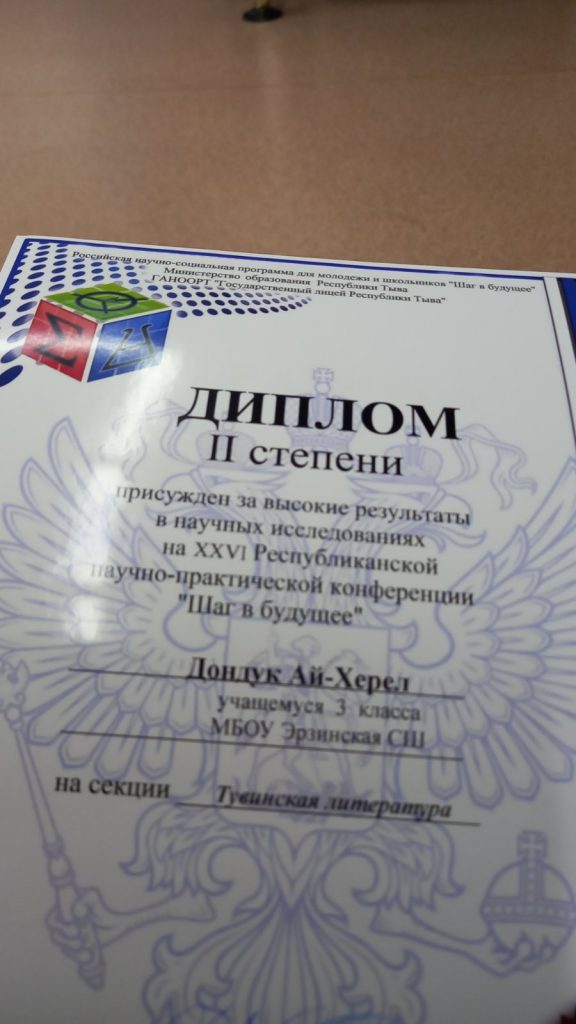 Российская научно-социальная программа для молодежи и школьников "Шаг в будущее"
Министерство образования Республики Тыва
ГАНООРТ "Государственный лицей Республики Тыва"
ДИПЛОМ
II степени
присужден за высокие результаты
в научных исследованиях
на XXVI Республиканской
научно-практической конференции
"Шаг в будущее"
Дондук Ай-Херел
учащемуся 3 класса
МБОУ Эрзинская СШ
на секции Тувинская литература